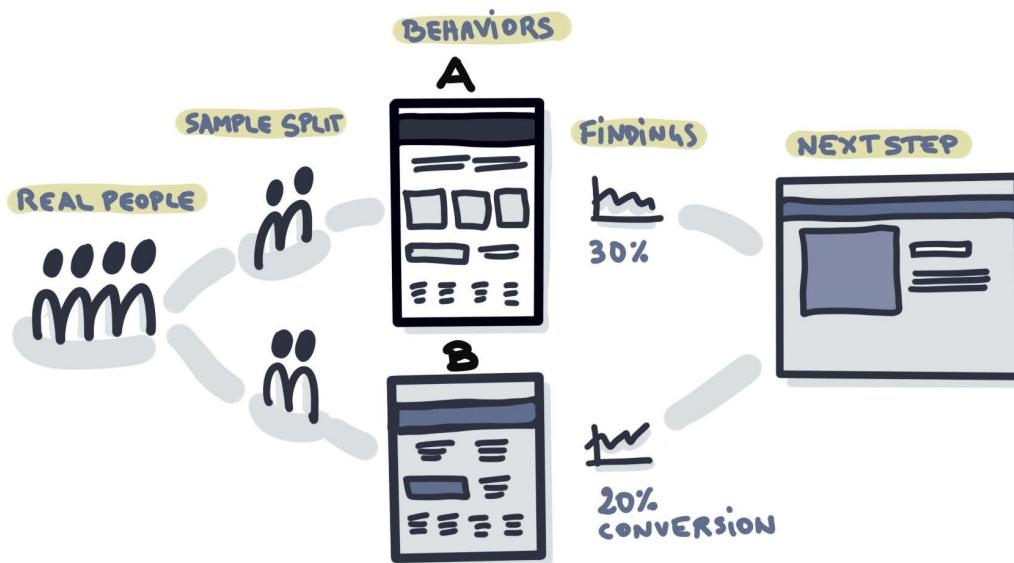 BEHAVIORS
A
SAMPLE SPLIT
FINDINGS
NEXT STEP
REAL PEOPLE
30%
B
20%
CONVERSION